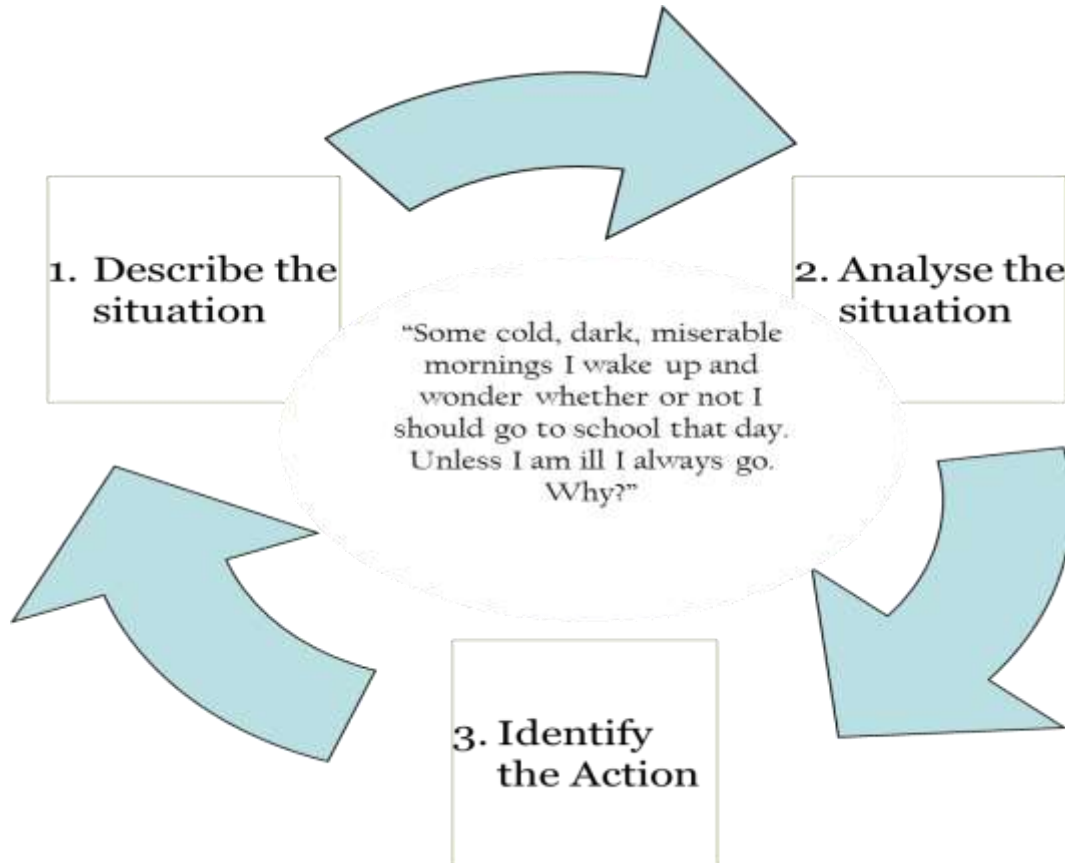 1. Describe the
situation
2. Analyse the
situation
“Some cold, dark, miserable
mornings I wake up and
wonder whether or not I
should go to school that day.
Unless I am ill I always go.
Why?”
3. Identify
the Action